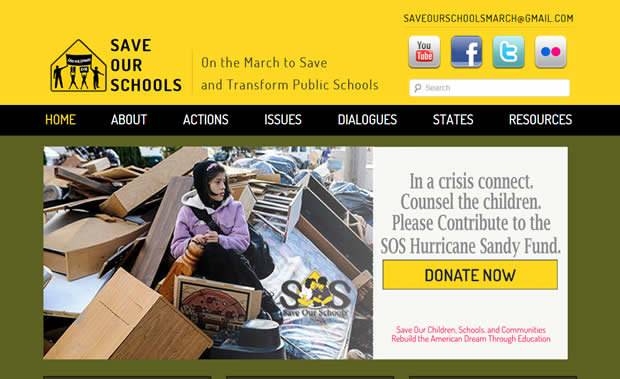 SAVEOURSCHOOLSMARCH@GMAIL.COM
SAVE
OUR
SCHOOLS
On the March to Save
and Transform Public Schools
You
Tube
Search
HOME ABOUT ACTIONS ISSUES DIALOGUES STATES RESOURCES
In a crisis connect.
Counsel the children.
Please Contribute to the
SOS Hurricane Sandy Fund.
DONATE NOW
SOS
Save Our Schools
Save Our Children, Schools, and Communities
Rebuild the American Dream Through Education